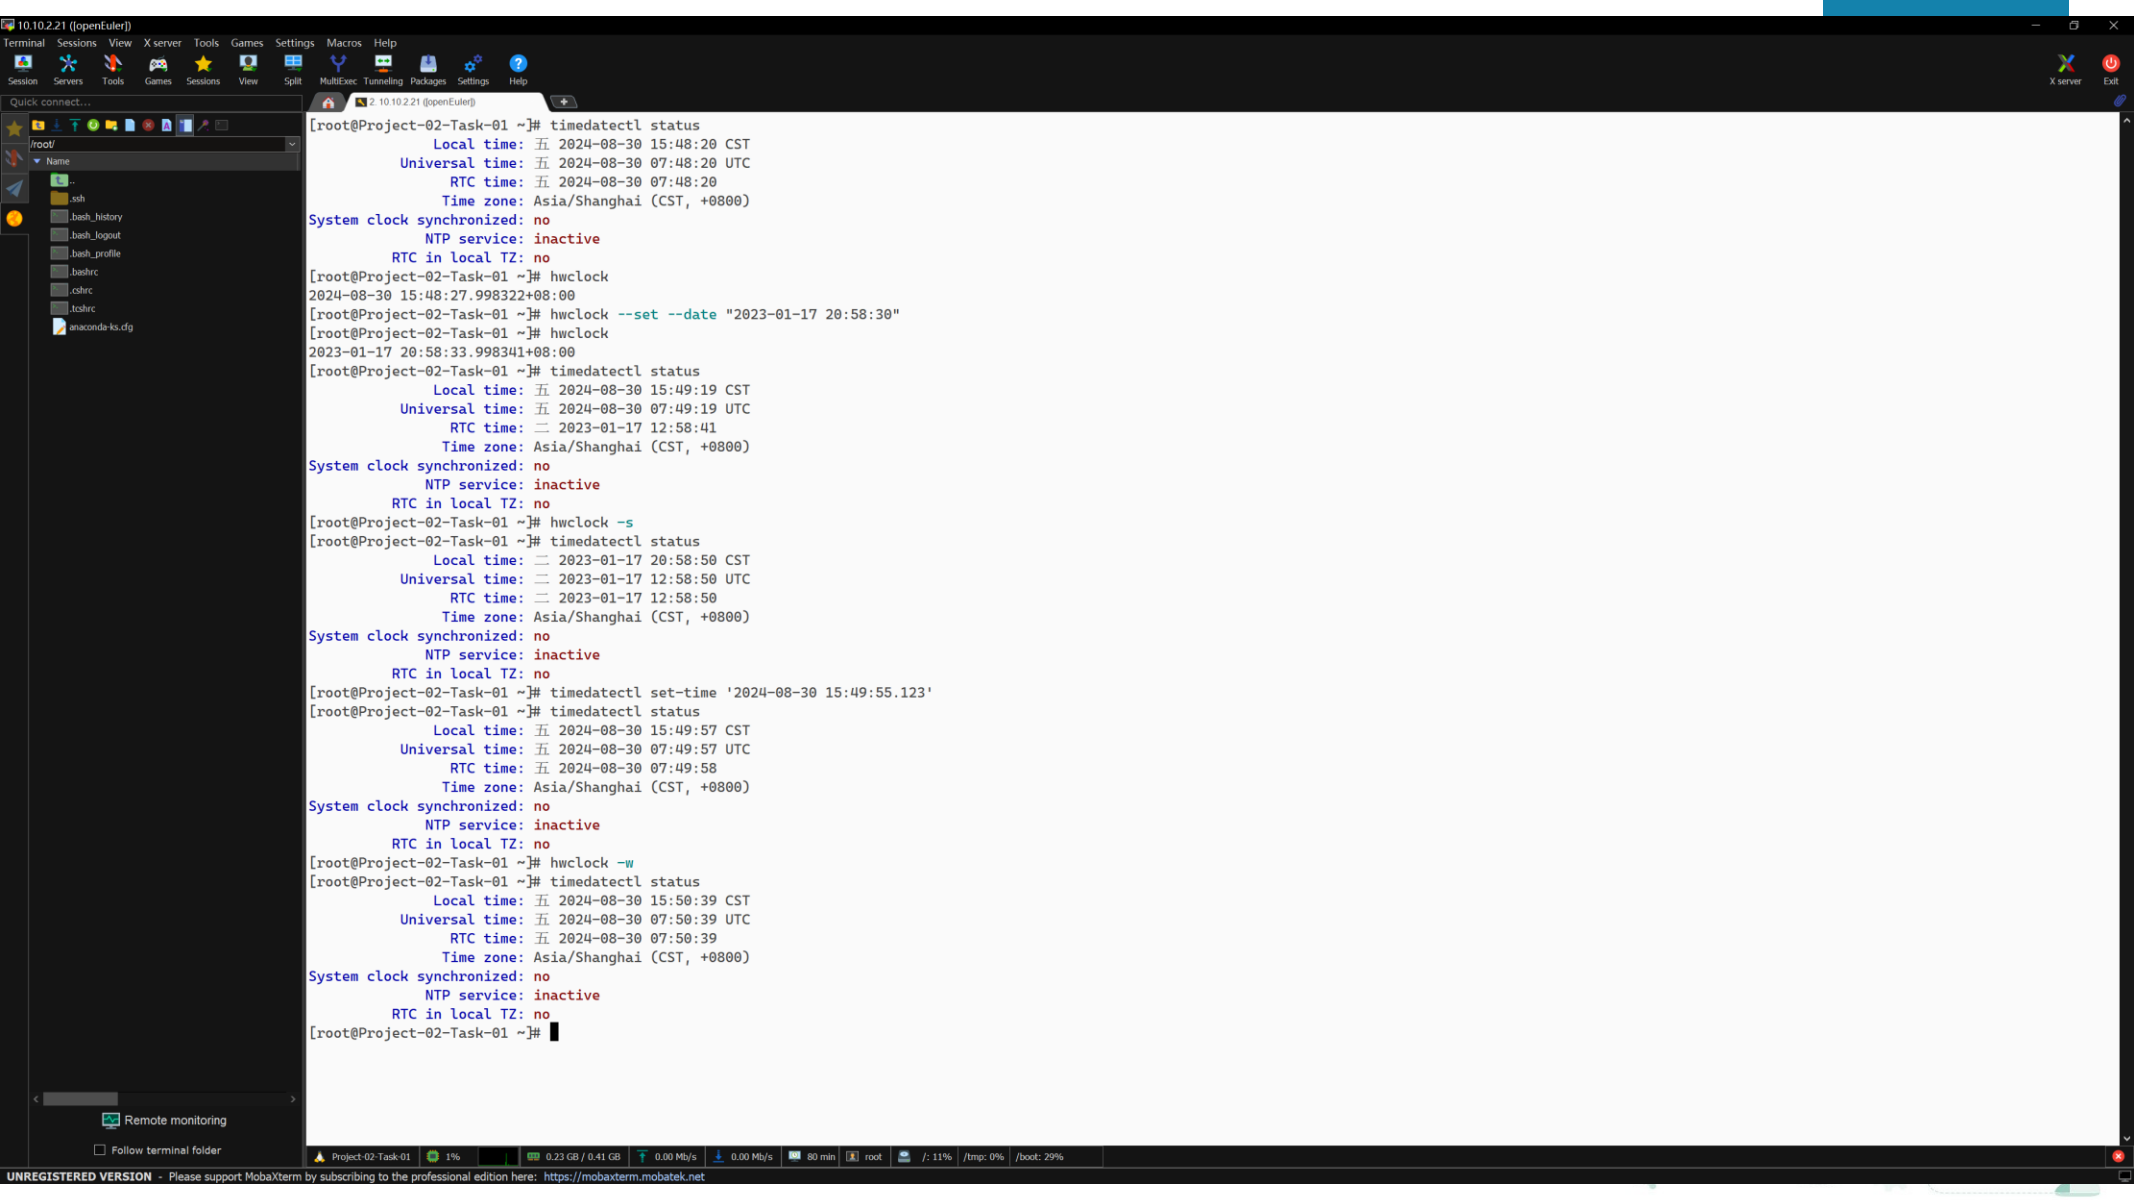 10.10.2.21 ([openEuler])
Terminal Sessions View X server Tools Games Settings Macros Help
Session Servers Tools Games Sessions View Split MultiExec Tunneling Packages Settings Help X server Exit
Quick connect...
2. 10.10.2.21 ([openEuler])
/root/
Name
..
.ssh
.bash_history
.bash_logout
.bash_profile
.bashrc
.cshrc
.tcshrc
anaconda-ks.cfg
[root@Project-02-Task-01 ~]# timedatectl status
Local time: 五 2024-08-30 15:48:20 CST
Universal time: 五 2024-08-30 07:48:20 UTC
RTC time: 五 2024-08-30 07:48:20
Time zone: Asia/Shanghai (CST, +0800)
System clock synchronized: no
NTP service: inactive
RTC in local TZ: no
[root@Project-02-Task-01 ~]# hwclock
2024-08-30 15:48:27.998322+08:00
[root@Project-02-Task-01 ~]# hwclock --set --date "2023-01-17 20:58:30"
[root@Project-02-Task-01 ~]# hwclock
2023-01-17 20:58:33.998341+08:00
[root@Project-02-Task-01 ~]# timedatectl status
Local time: 五 2024-08-30 15:49:19 CST
Universal time: 五 2024-08-30 07:49:19 UTC
RTC time: 二 2023-01-17 12:58:41
Time zone: Asia/Shanghai (CST, +0800)
System clock synchronized: no
NTP service: inactive
RTC in local TZ: no
[root@Project-02-Task-01 ~]# hwclock -s
[root@Project-02-Task-01 ~]# timedatectl status
Local time: 二 2023-01-17 20:58:50 CST
Universal time: 二 2023-01-17 12:58:50 UTC
RTC time: 二 2023-01-17 12:58:50
Time zone: Asia/Shanghai (CST, +0800)
System clock synchronized: no
NTP service: inactive
RTC in local TZ: no
[root@Project-02-Task-01 ~]# timedatectl set-time '2024-08-30 15:49:55.123'
[root@Project-02-Task-01 ~]# timedatectl status
Local time: 五 2024-08-30 15:49:57 CST
Universal time: 五 2024-08-30 07:49:57 UTC
RTC time: 五 2024-08-30 07:49:58
Time zone: Asia/Shanghai (CST, +0800)
System clock synchronized: no
NTP service: inactive
RTC in local TZ: no
[root@Project-02-Task-01 ~]# hwclock -w
[root@Project-02-Task-01 ~]# timedatectl status
Local time: 五 2024-08-30 15:50:39 CST
Universal time: 五 2024-08-30 07:50:39 UTC
RTC time: 五 2024-08-30 07:50:39
Time zone: Asia/Shanghai (CST, +0800)
System clock synchronized: no
NTP service: inactive
RTC in local TZ: no
[root@Project-02-Task-01 ~]#
Remote monitoring
Follow terminal folder
Project-02-Task-01 1% 0.23 GB / 0.41 GB 0.00 Mb/s 0.00 Mb/s 80 min root /: 11% /tmp: 0% /boot: 29%
UNREGISTERED VERSION - Please support MobaXterm by subscribing to the professional edition here: https://mobaxterm.mobatek.net